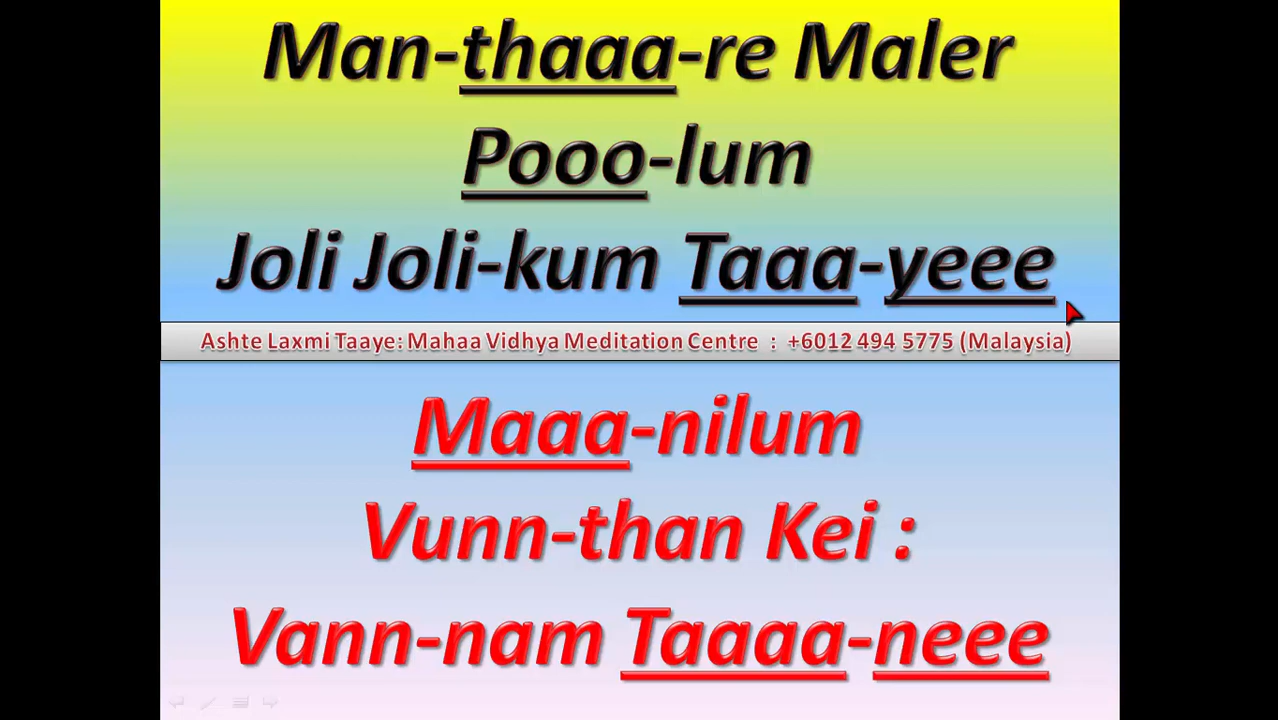 Man-thaaa-re Maler
Pooo-lum
Joli Joli-kum Taaa-yeee
Ashte Laxmi Taaye: Mahaa Vidhya Meditation Centre : +6012 494 5775 (Malaysia)
Maaa-nilum
Vunn-than Kei :
Vann-nam Taaaa-neee